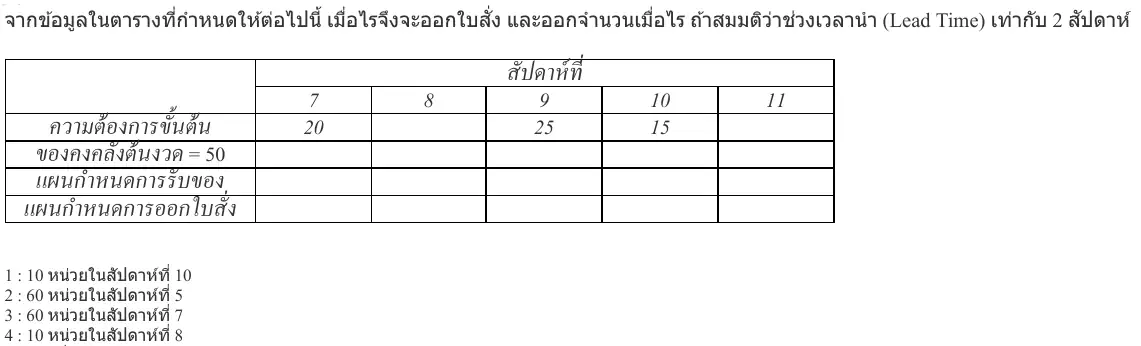 จากข้อมูลในตารางที่กำหนดให้ต่อไปนี้ เมื่อไรจึงจะออกใบสั่ง และออกจำนวนเมื่อไร ถ้าสมมติว่าช่วงเวลานำ (Lead Time) เท่ากับ 2 สัปดาห์
สัปดาห์ที่
7 8 9 10 11
ความต้องการขั้นต้น 20 25 15
ของคงคลังต้นงวด = 50
แผนกำหนดการรับของ
แผนกำหนดการออกใบสั่ง
1 : 10 หน่วยในสัปดาห์ที่ 10
2 : 60 หน่วยในสัปดาห์ที่ 5
3 : 60 หน่วยในสัปดาห์ที่ 7
4 : 10 หน่วยในสัปดาห์ที่ 8